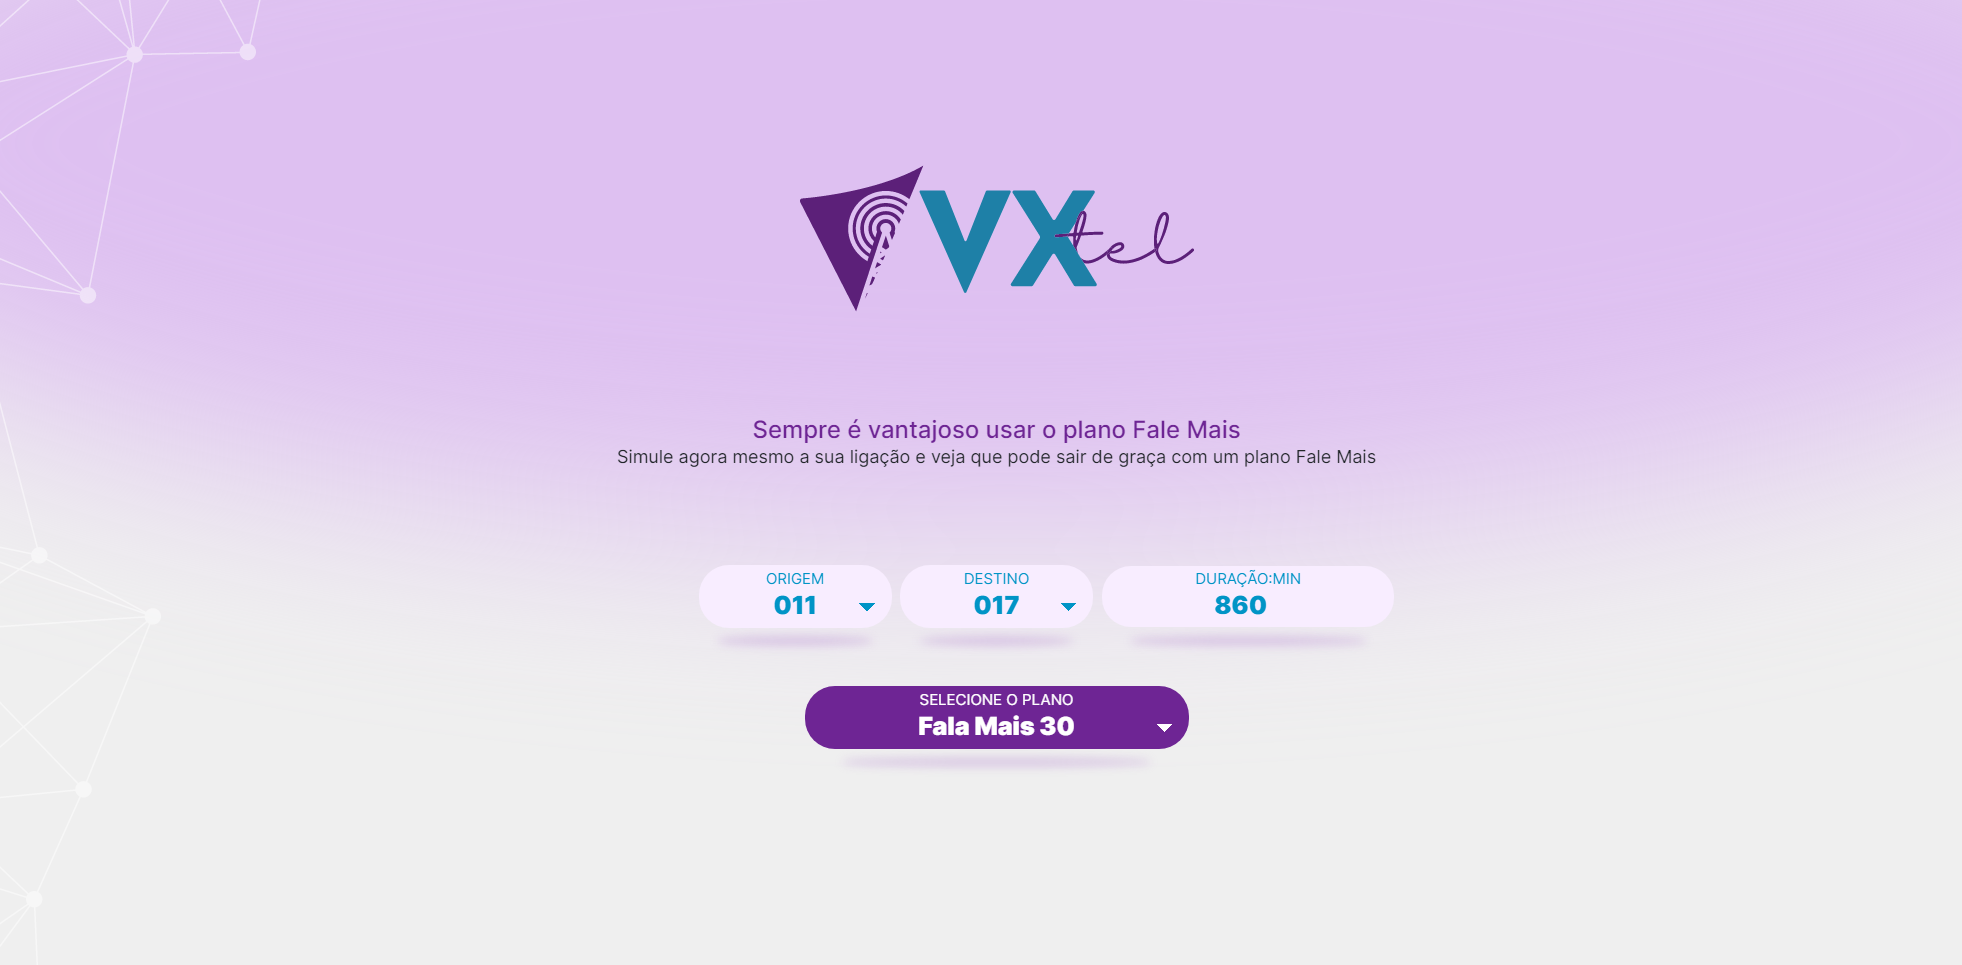 VXtel
Sempre é vantajoso usar o plano Fale Mais
Simule agora mesmo a sua ligação e veja que pode sair de graça com um plano Fale Mais
ORIGEM
011
DESTINO
017
DURAÇÃO:MIN
860
SELECIONE O PLANO
Fala Mais 30